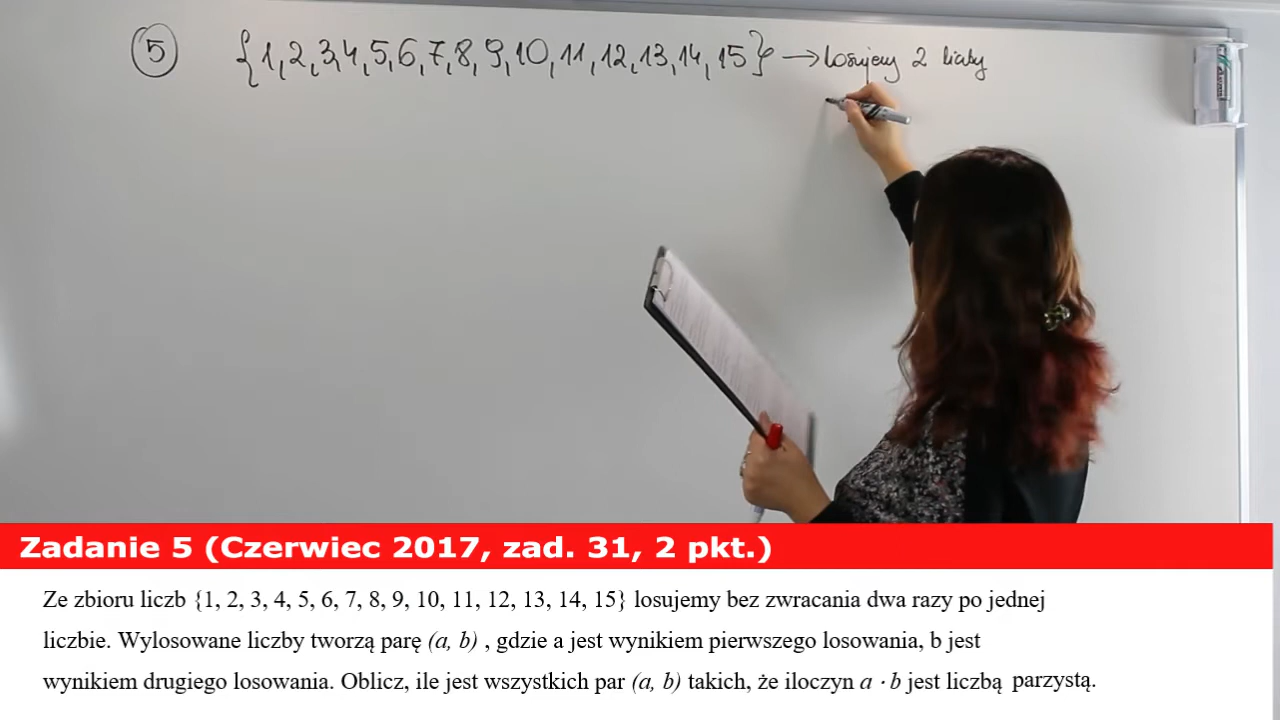 5 {1, 2, 3, 4, 5, 6, 7, 8, 9, 10, 11, 12, 13, 14, 15} → losujemy 2 liczby
Zadanie 5 (Czerwiec 2017, zad. 31, 2 pkt.)
Ze zbioru liczb {1, 2, 3, 4, 5, 6, 7, 8, 9, 10, 11, 12, 13, 14, 15} losujemy bez zwracania dwa razy po jednej
liczbie. Wylosowane liczby tworzą parę (a, b) , gdzie a jest wynikiem pierwszego losowania, b jest
wynikiem drugiego losowania. Oblicz, ile jest wszystkich par (a, b) takich, że iloczyn a · b jest liczbą parzystą.